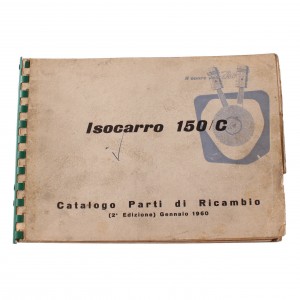 Isocarro 150/C
Catalogo Parti di Ricambio
(2ª Edizione) Gennaio 1960